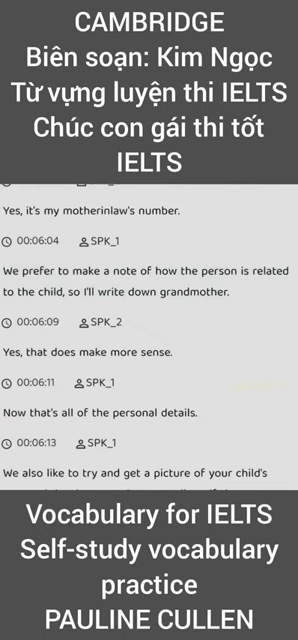 CAMBRIDGE
Biên soạn: Kim Ngọc
Từ vựng luyện thi IELTS
Chúc con gái thi tốt
IELTS
Yes, it's my motherinlaw's number.
00:06:04 SPK_1
We prefer to make a note of how the person is related
to the child, so I'll write down grandmother.
00:06:09 SPK_2
Yes, that does make more sense.
00:06:11 SPK_1
Now that's all of the personal details.
00:06:13 SPK_1
We also like to try and get a picture of your child's
Vocabulary for IELTS
Self-study vocabulary
practice
PAULINE CULLEN